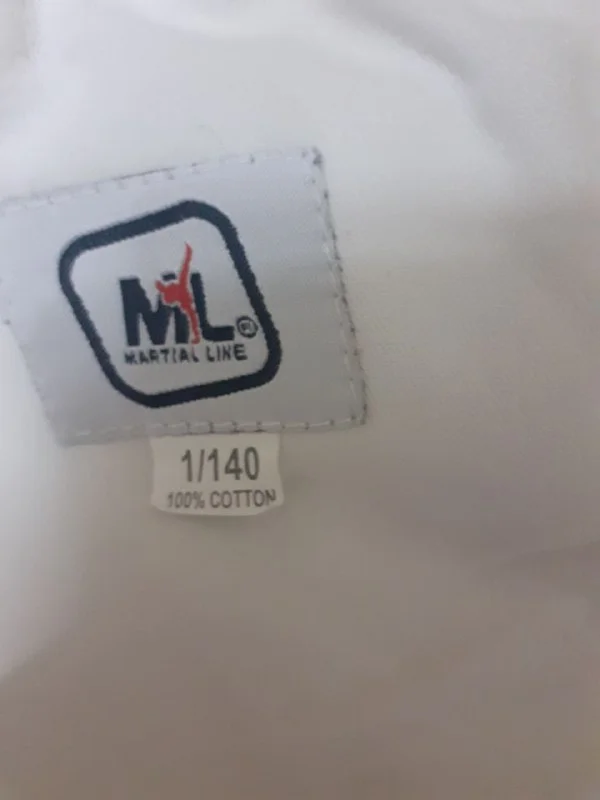 ML®
MARTIAL LINE
1/140
100% COTTON